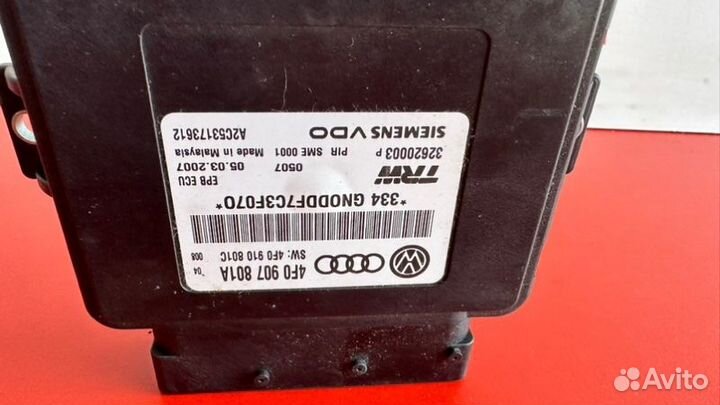 4F0 907 801A '04
SW: 4F0 910 801C 008
*334 GNODDF7C3F070*
EPB ECU
TRW
05.03.2007 0507 32620003 P
Made in Malaysia PIR SME 0001
A2C53173612 SIEMENS VDO
Avito